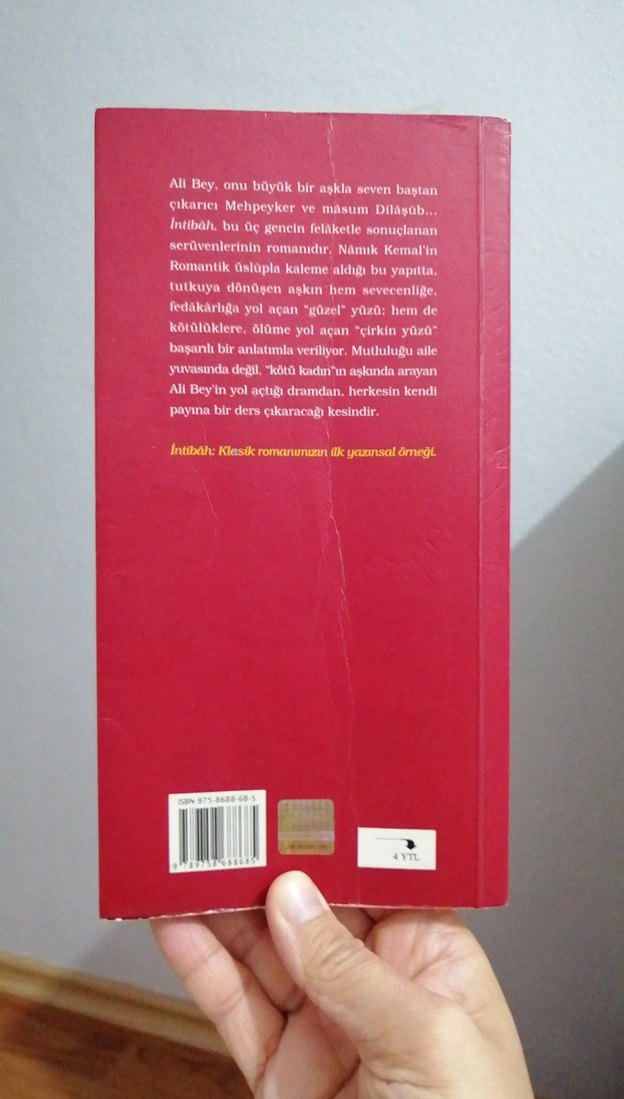 Ali Bey, onu büyük bir aşkla seven baştan
çıkarıcı Mehpeyker ve mâsum Dilâşûb...
İntibâh, bu üç gencin felâketle sonuçlanan
serüvenlerinin romanıdır. Nâmık Kemal'in
Romantik üslûpla kaleme aldığı bu yapıtta,
tutkuya dönüşen aşkın hem sevecenliğe,
fedâkârlığa yol açan "güzel" yüzü; hem de
kötülüklere, ölüme yol açan "çirkin yüzü"
başarılı bir anlatımla veriliyor. Mutluluğu aile
yuvasında değil, "kötü kadın"ın aşkında arayan
Ali Bey'in yol açtığı dramdan, herkesin kendi
payına bir ders çıkaracağı kesindir.
İntibâh: Klasik romanımızın ilk yazınsal örneği.
ISBN 975-8688-68-5
9 789758 688685
4 YTL